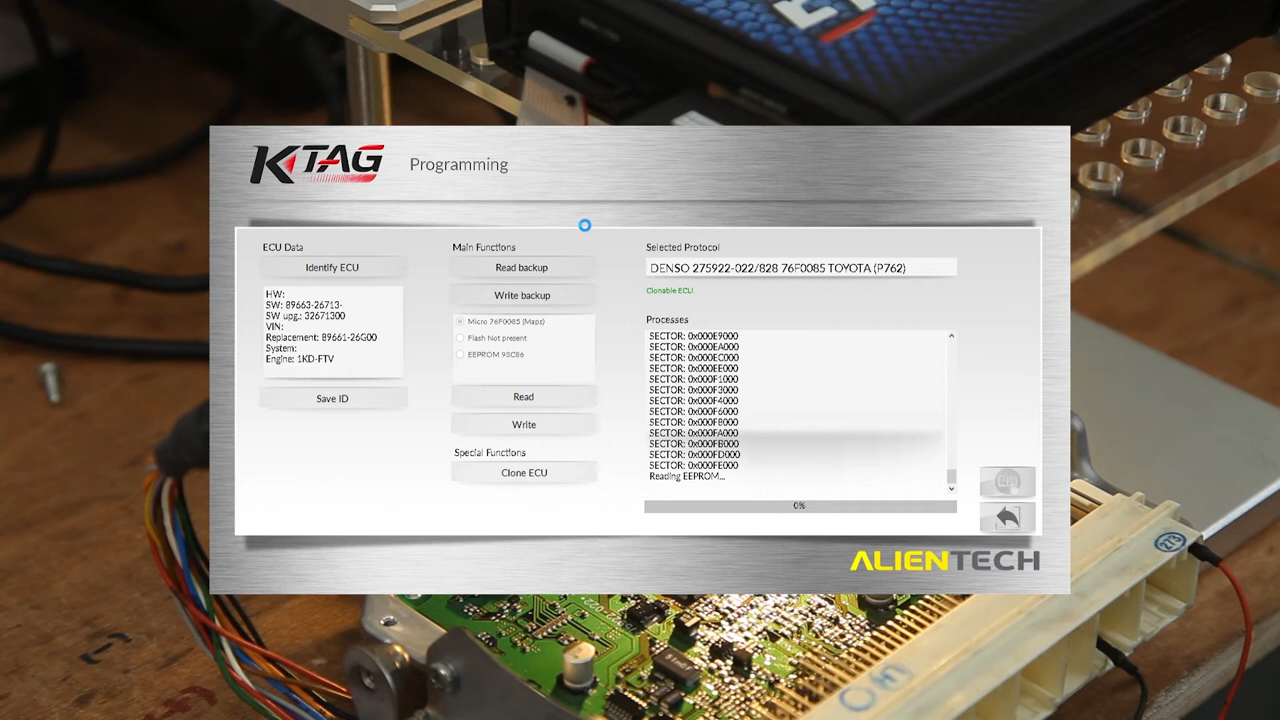 KTAG
Programming
ECU Data
Identify ECU
HW:
SW: 89663-26713-
SW upg.: 32671300
VIN:
Replacement: 89661-26G00
System:
Engine: 1KD-FTV
Save ID
Main Functions
Read backup
Write backup
Micro 76F0085 (Maps)
Flash Not present
EEPROM 93C86
Read
Write
Special Functions
Clone ECU
Selected Protocol
DENSO 275922-022/828 76F0085 TOYOTA (P762)
Clonable ECU.
Processes
SECTOR: 0x000E9000
SECTOR: 0x000EA000
SECTOR: 0x000EC000
SECTOR: 0x000EE000
SECTOR: 0x000F1000
SECTOR: 0x000F3000
SECTOR: 0x000F4000
SECTOR: 0x000F6000
SECTOR: 0x000F8000
SECTOR: 0x000FA000
SECTOR: 0x000FB000
SECTOR: 0x000FD000
SECTOR: 0x000FE000
Reading EEPROM...
0%
ALIENTECH
273